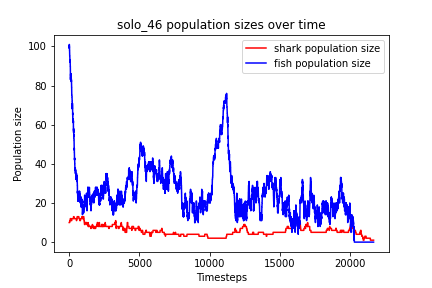 solo_46 population sizes over time
shark population size
fish population size
Population size
100
80
60
40
20
0
0
5000
10000
15000
20000
Timesteps